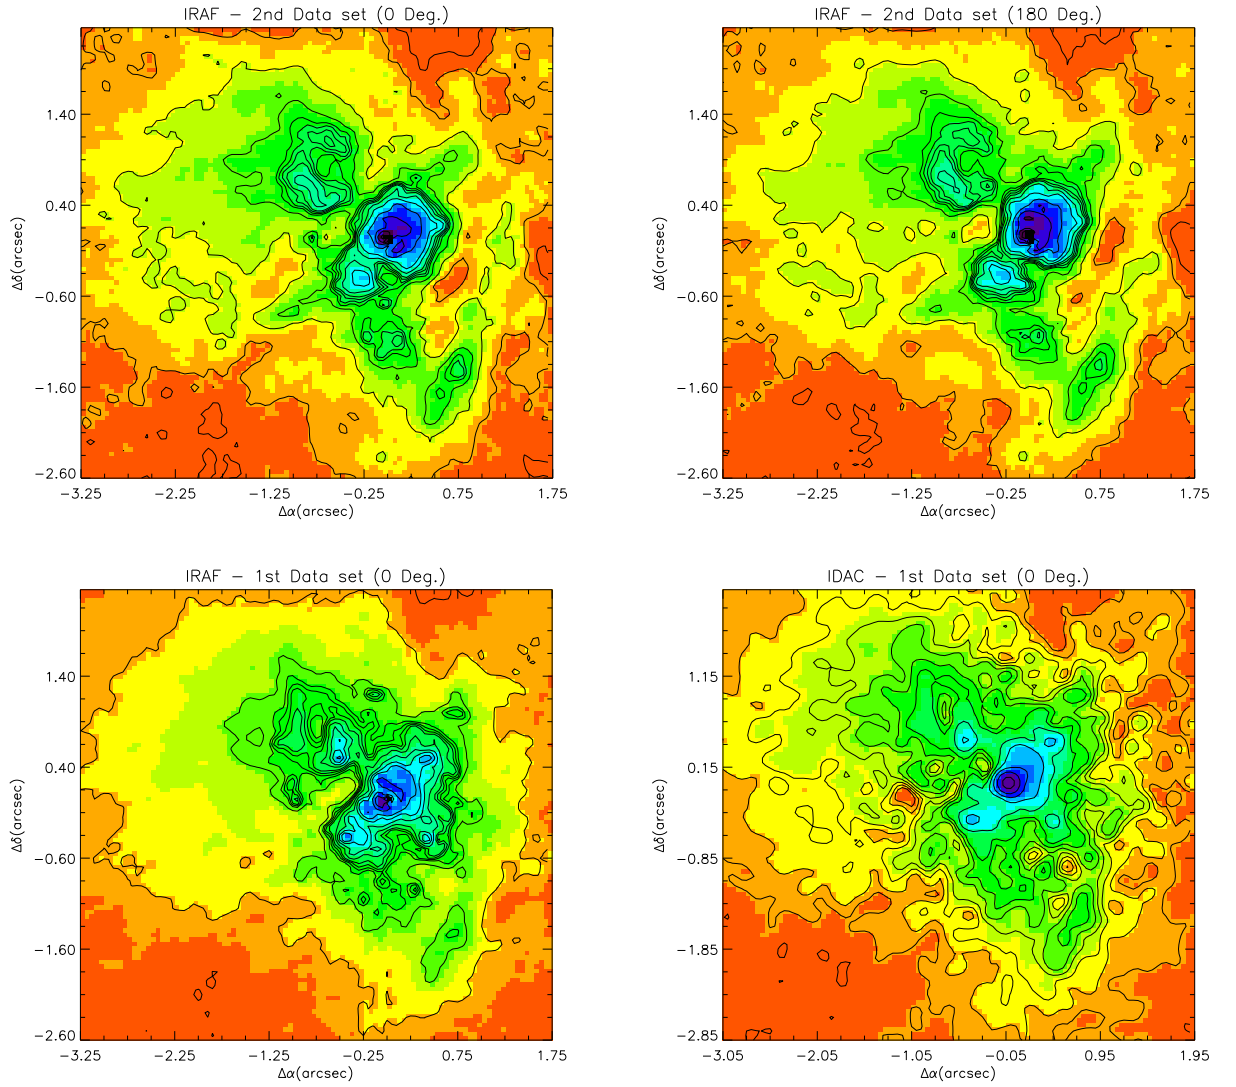 IRAF − 2nd Data set (0 Deg.)
IRAF − 2nd Data set (180 Deg.)
1.40
0.40
−0.60
−1.60
−2.60
Δδ(arcsec)
−3.25 −2.25 −1.25 −0.25 0.75 1.75
Δα(arcsec)
1.40
0.40
−0.60
−1.60
−2.60
Δδ(arcsec)
−3.25 −2.25 −1.25 −0.25 0.75 1.75
Δα(arcsec)
IRAF − 1st Data set (0 Deg.)
IDAC − 1st Data set (0 Deg.)
1.40
0.40
−0.60
−1.60
−2.60
Δδ(arcsec)
−3.25 −2.25 −1.25 −0.25 0.75 1.75
Δα(arcsec)
1.15
0.15
−0.85
−1.85
−2.85
Δδ(arcsec)
−3.05 −2.05 −1.05 −0.05 0.95 1.95
Δα(arcsec)